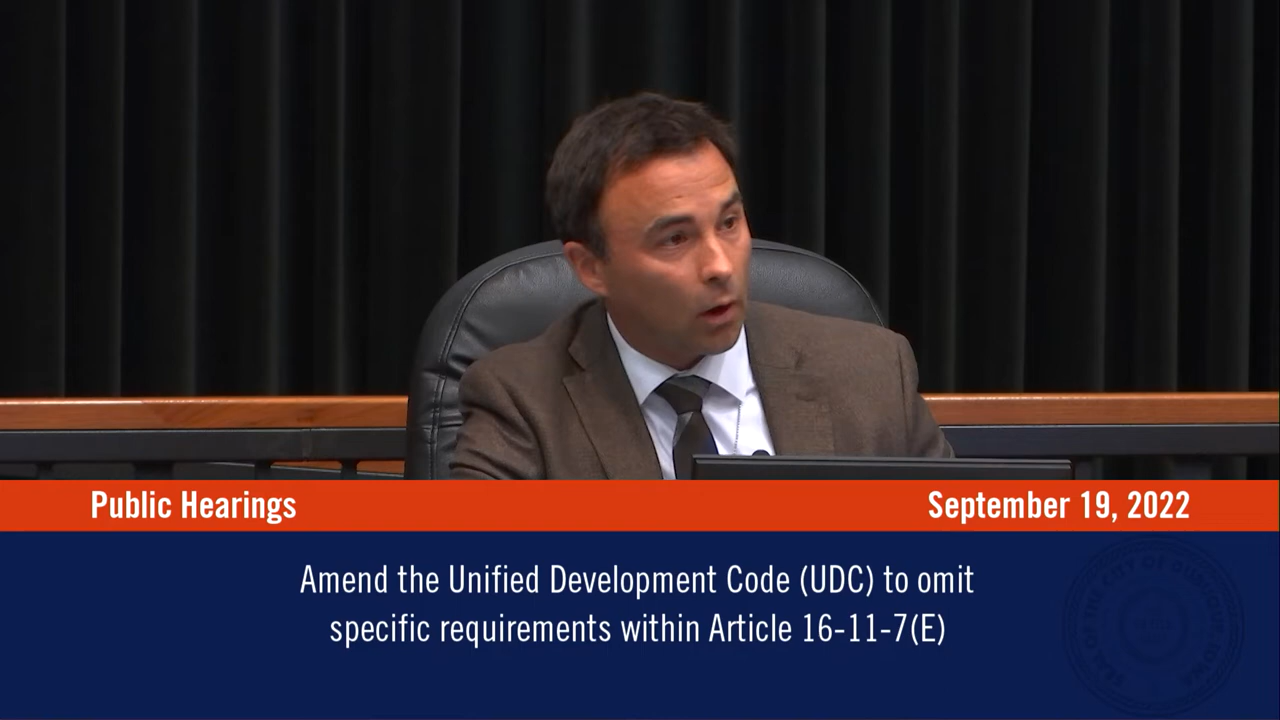 Public Hearings
September 19, 2022
Amend the Unified Development Code (UDC) to omit
specific requirements within Article 16-11-7(E)